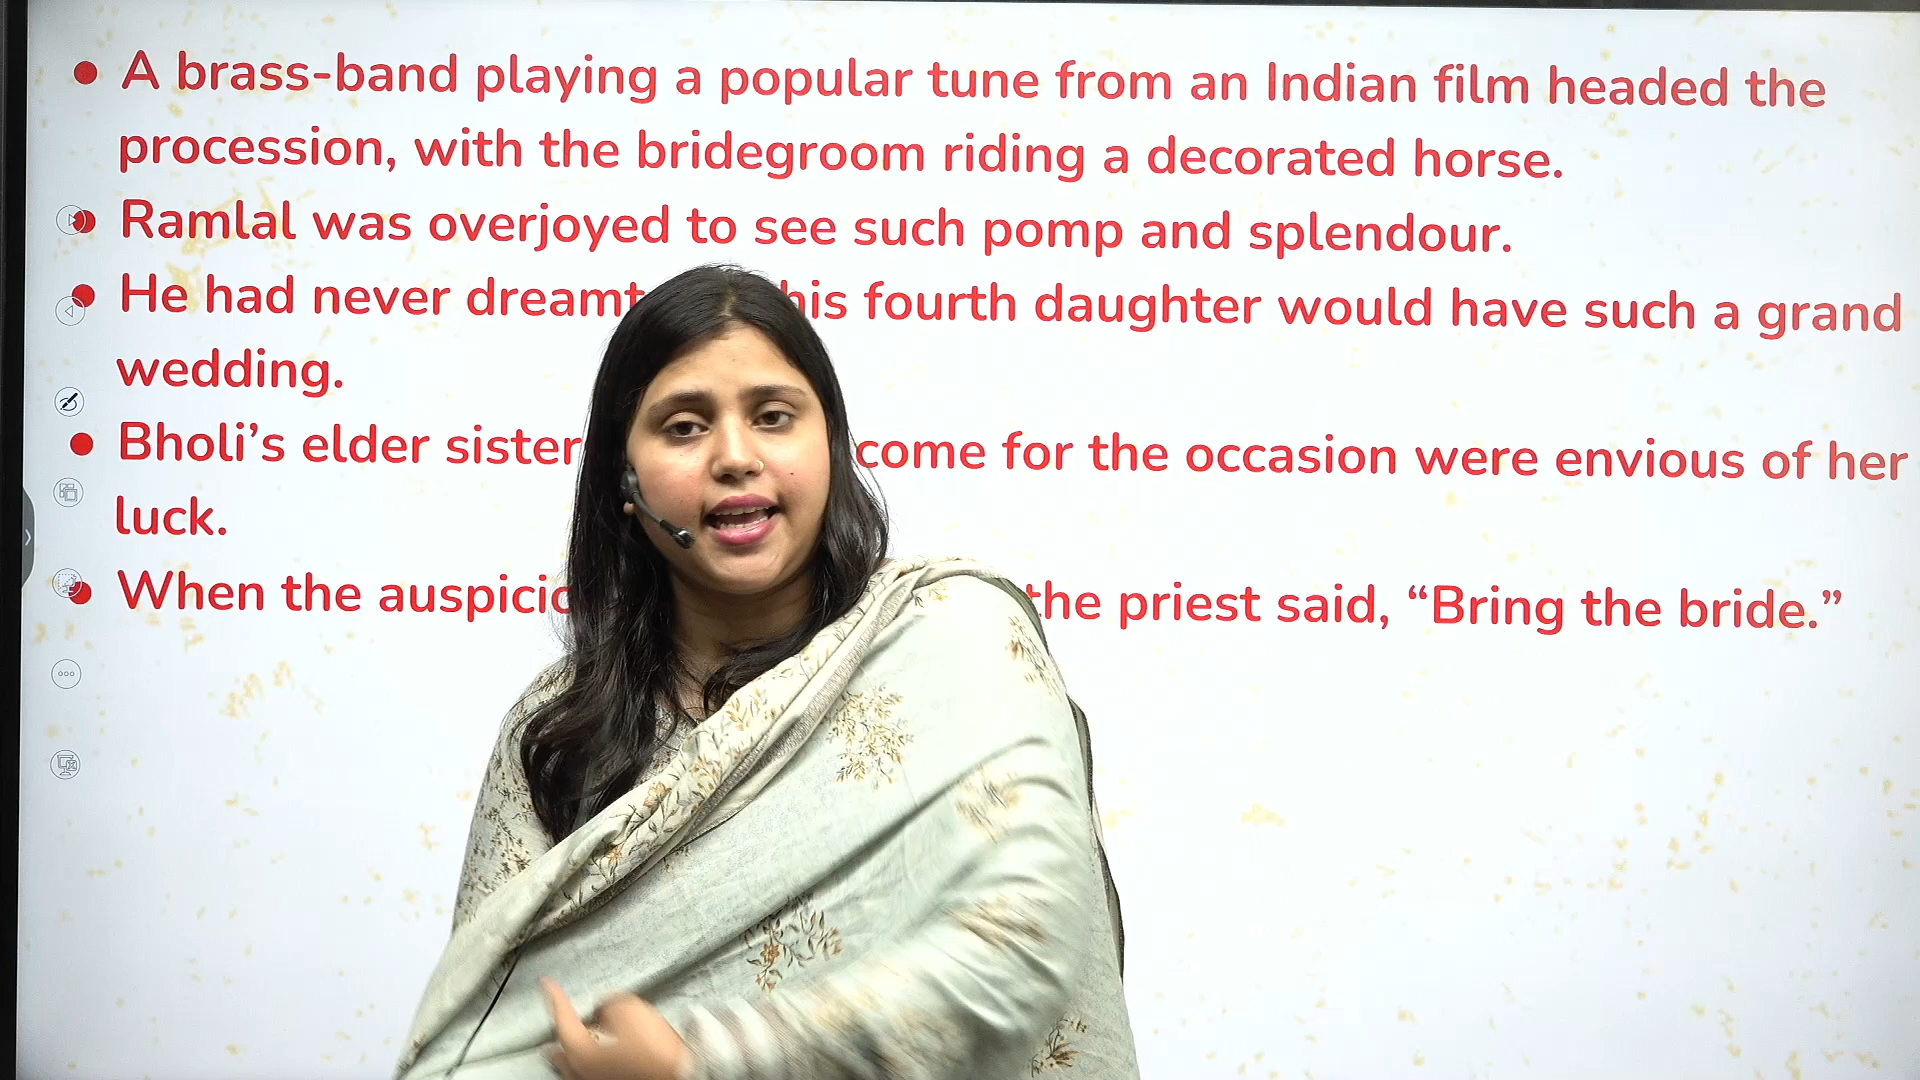 • A brass-band playing a popular tune from an Indian film headed the
procession, with the bridegroom riding a decorated horse.
• Ramlal was overjoyed to see such pomp and splendour.
• He had never dreamt his fourth daughter would have such a grand
wedding.
• Bholi’s elder sister come for the occasion were envious of her
luck.
• When the the priest said, “Bring the bride.”